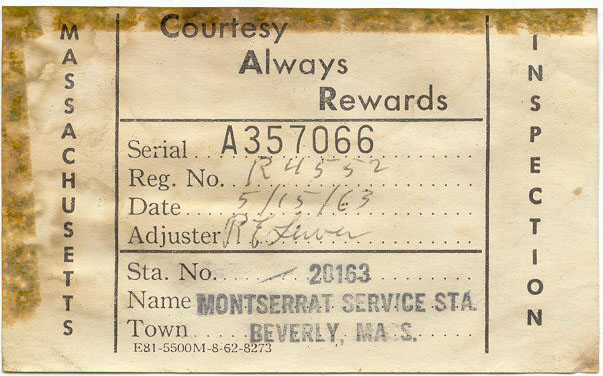 MASSACHUSETTS
Courtesy
Always
Rewards
Serial A357066
Reg. No. R 4552
Date 5/15/63
Adjuster R E
Sta. No. 20163
Name MONTSERRAT SERVICE STA.
Town BEVERLY, MASS.
E81-5500M-8-62-8273
INSPECTION